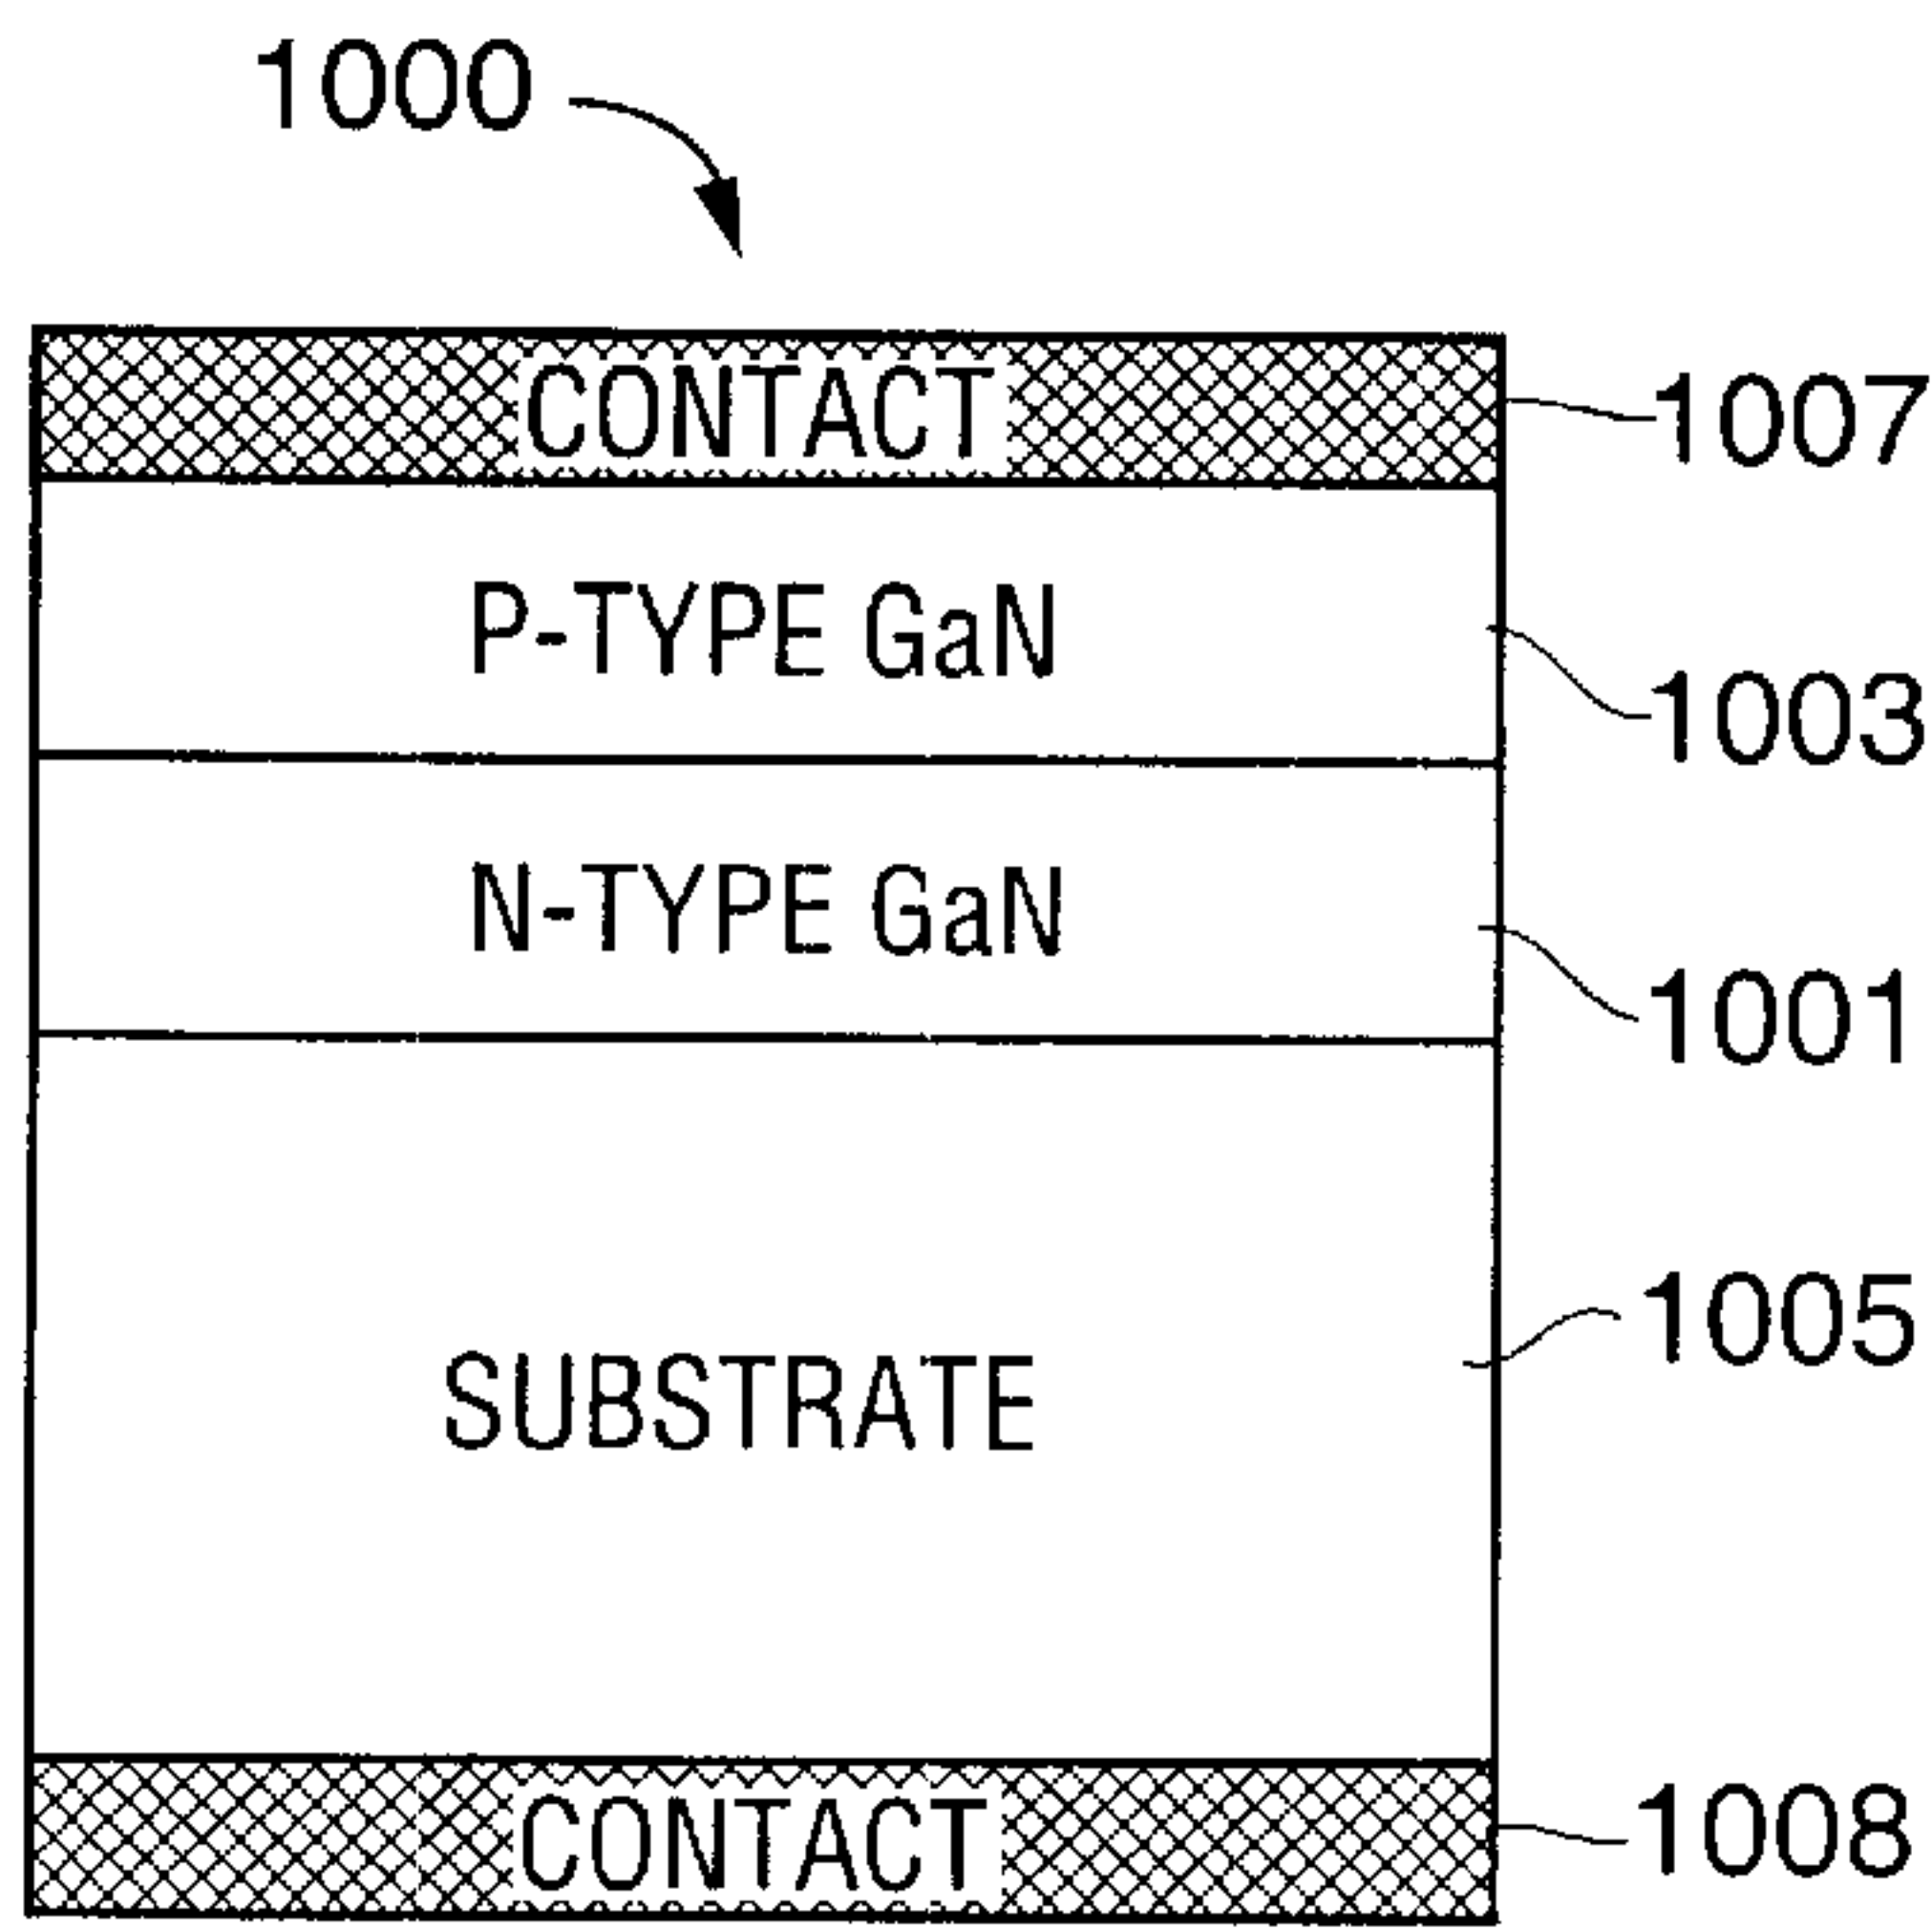 1000
CONTACT
1007
P-TYPE GaN
1003
N-TYPE GaN
1001
SUBSTRATE
1005
CONTACT
1008